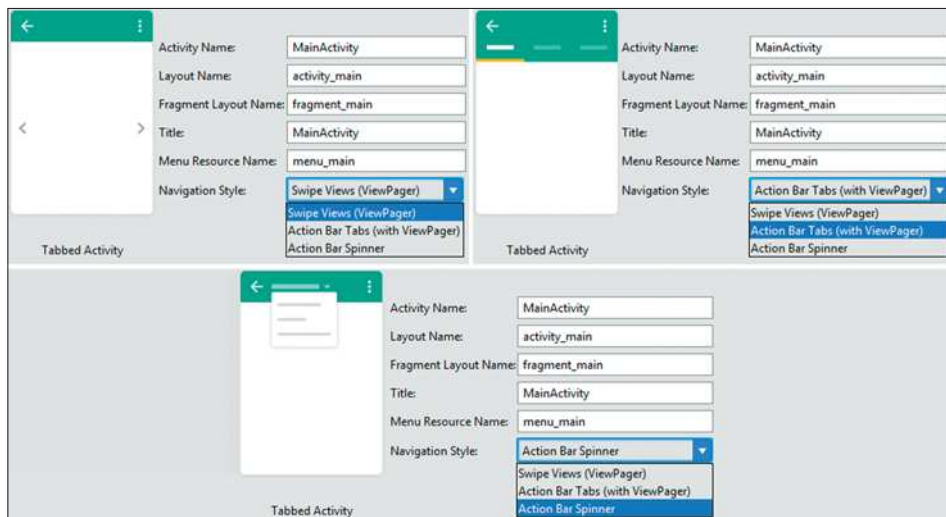 Activity Name: MainActivity
Layout Name: activity_main
Fragment Layout Name: fragment_main
Title: MainActivity
Menu Resource Name: menu_main
Navigation Style: Swipe Views (ViewPager)
Swipe Views (ViewPager)
Action Bar Tabs (with ViewPager)
Action Bar Spinner
Tabbed Activity
Activity Name: MainActivity
Layout Name: activity_main
Fragment Layout Name: fragment_main
Title: MainActivity
Menu Resource Name: menu_main
Navigation Style: Action Bar Tabs (with ViewPager)
Swipe Views (ViewPager)
Action Bar Tabs (with ViewPager)
Action Bar Spinner
Tabbed Activity
Activity Name: MainActivity
Layout Name: activity_main
Fragment Layout Name: fragment_main
Title: MainActivity
Menu Resource Name: menu_main
Navigation Style: Action Bar Spinner
Swipe Views (ViewPager)
Action Bar Tabs (with ViewPager)
Action Bar Spinner
Tabbed Activity